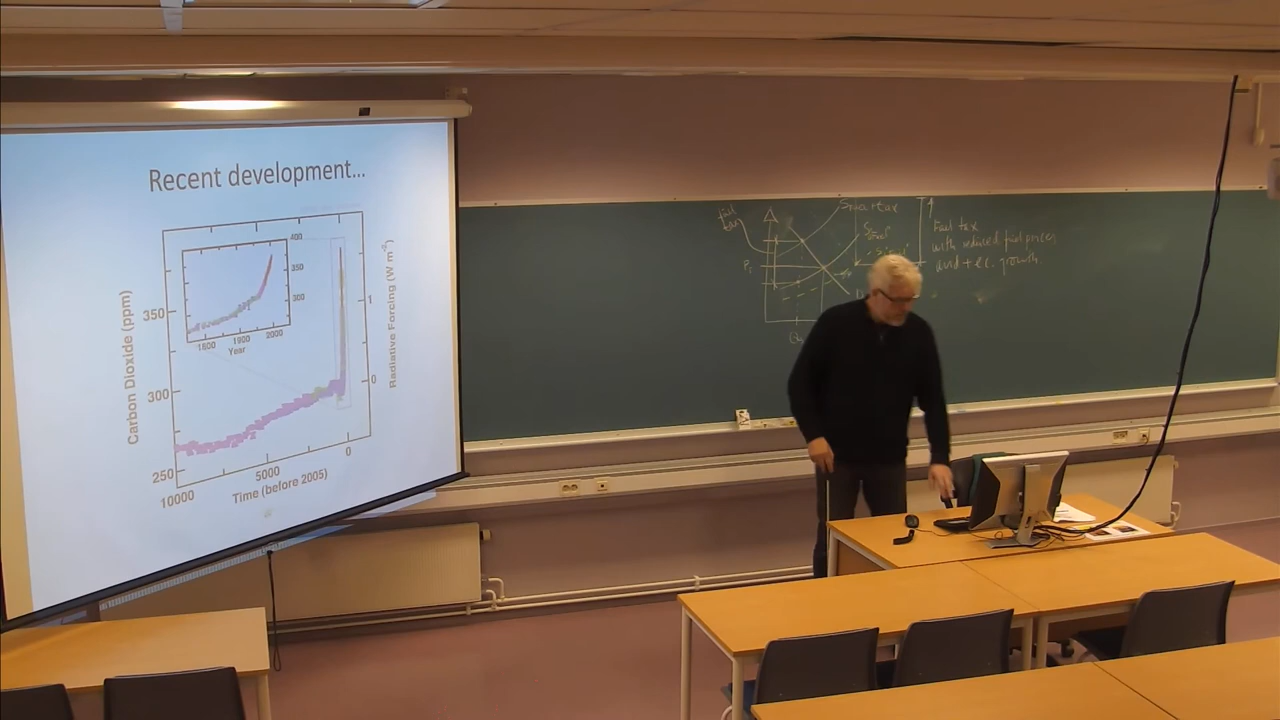 Recent development...
Carbon Dioxide (ppm)
350
300
250
10000
5000
0
Time (before 2005)
1
0
Radiative Forcing (W m⁻²)
400
350
300
1800
1900
2000
Year
Fuel tax
with reduced fuel prices
and + ec. growth.